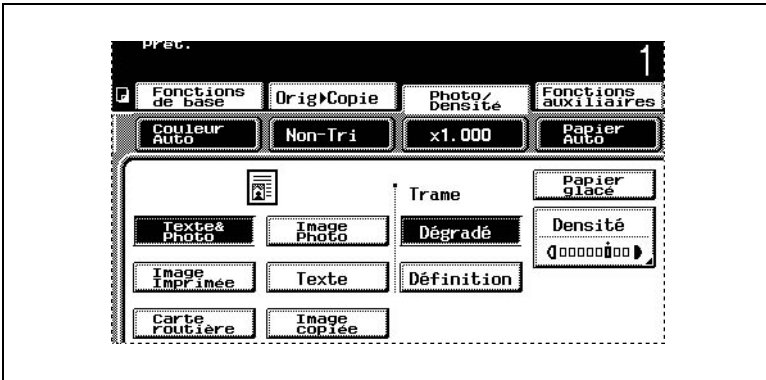 Prêt.
1
Fonctions
de base
Orig▶Copie
Photo/
Densité
Fonctions
auxiliaires
Couleur
Auto
Non-Tri
x1.000
Papier
Auto
Trame
Papier
glacé
Texte&
Photo
Image
Photo
Dégradé
Densité
Image
Imprimée
Texte
Définition
Carte
routière
Image
copiée